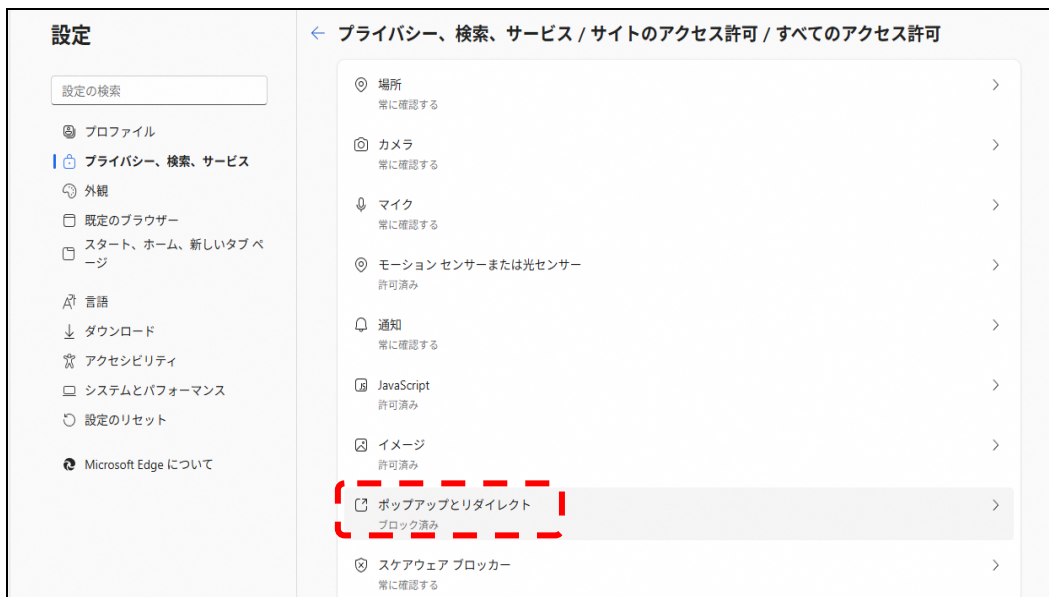 設定
設定の検索
プロファイル
プライバシー、検索、サービス
外観
既定のブラウザー
スタート、ホーム、新しいタブ ペ
ージ
言語
ダウンロード
アクセシビリティ
システムとパフォーマンス
設定のリセット
Microsoft Edge について
プライバシー、検索、サービス / サイトのアクセス許可 / すべてのアクセス許可
場所
常に確認する
カメラ
常に確認する
マイク
常に確認する
モーション センサーまたは光センサー
許可済み
通知
常に確認する
JavaScript
許可済み
イメージ
許可済み
ポップアップとリダイレクト
ブロック済み
スケアウェア ブロッカー
常に確認する